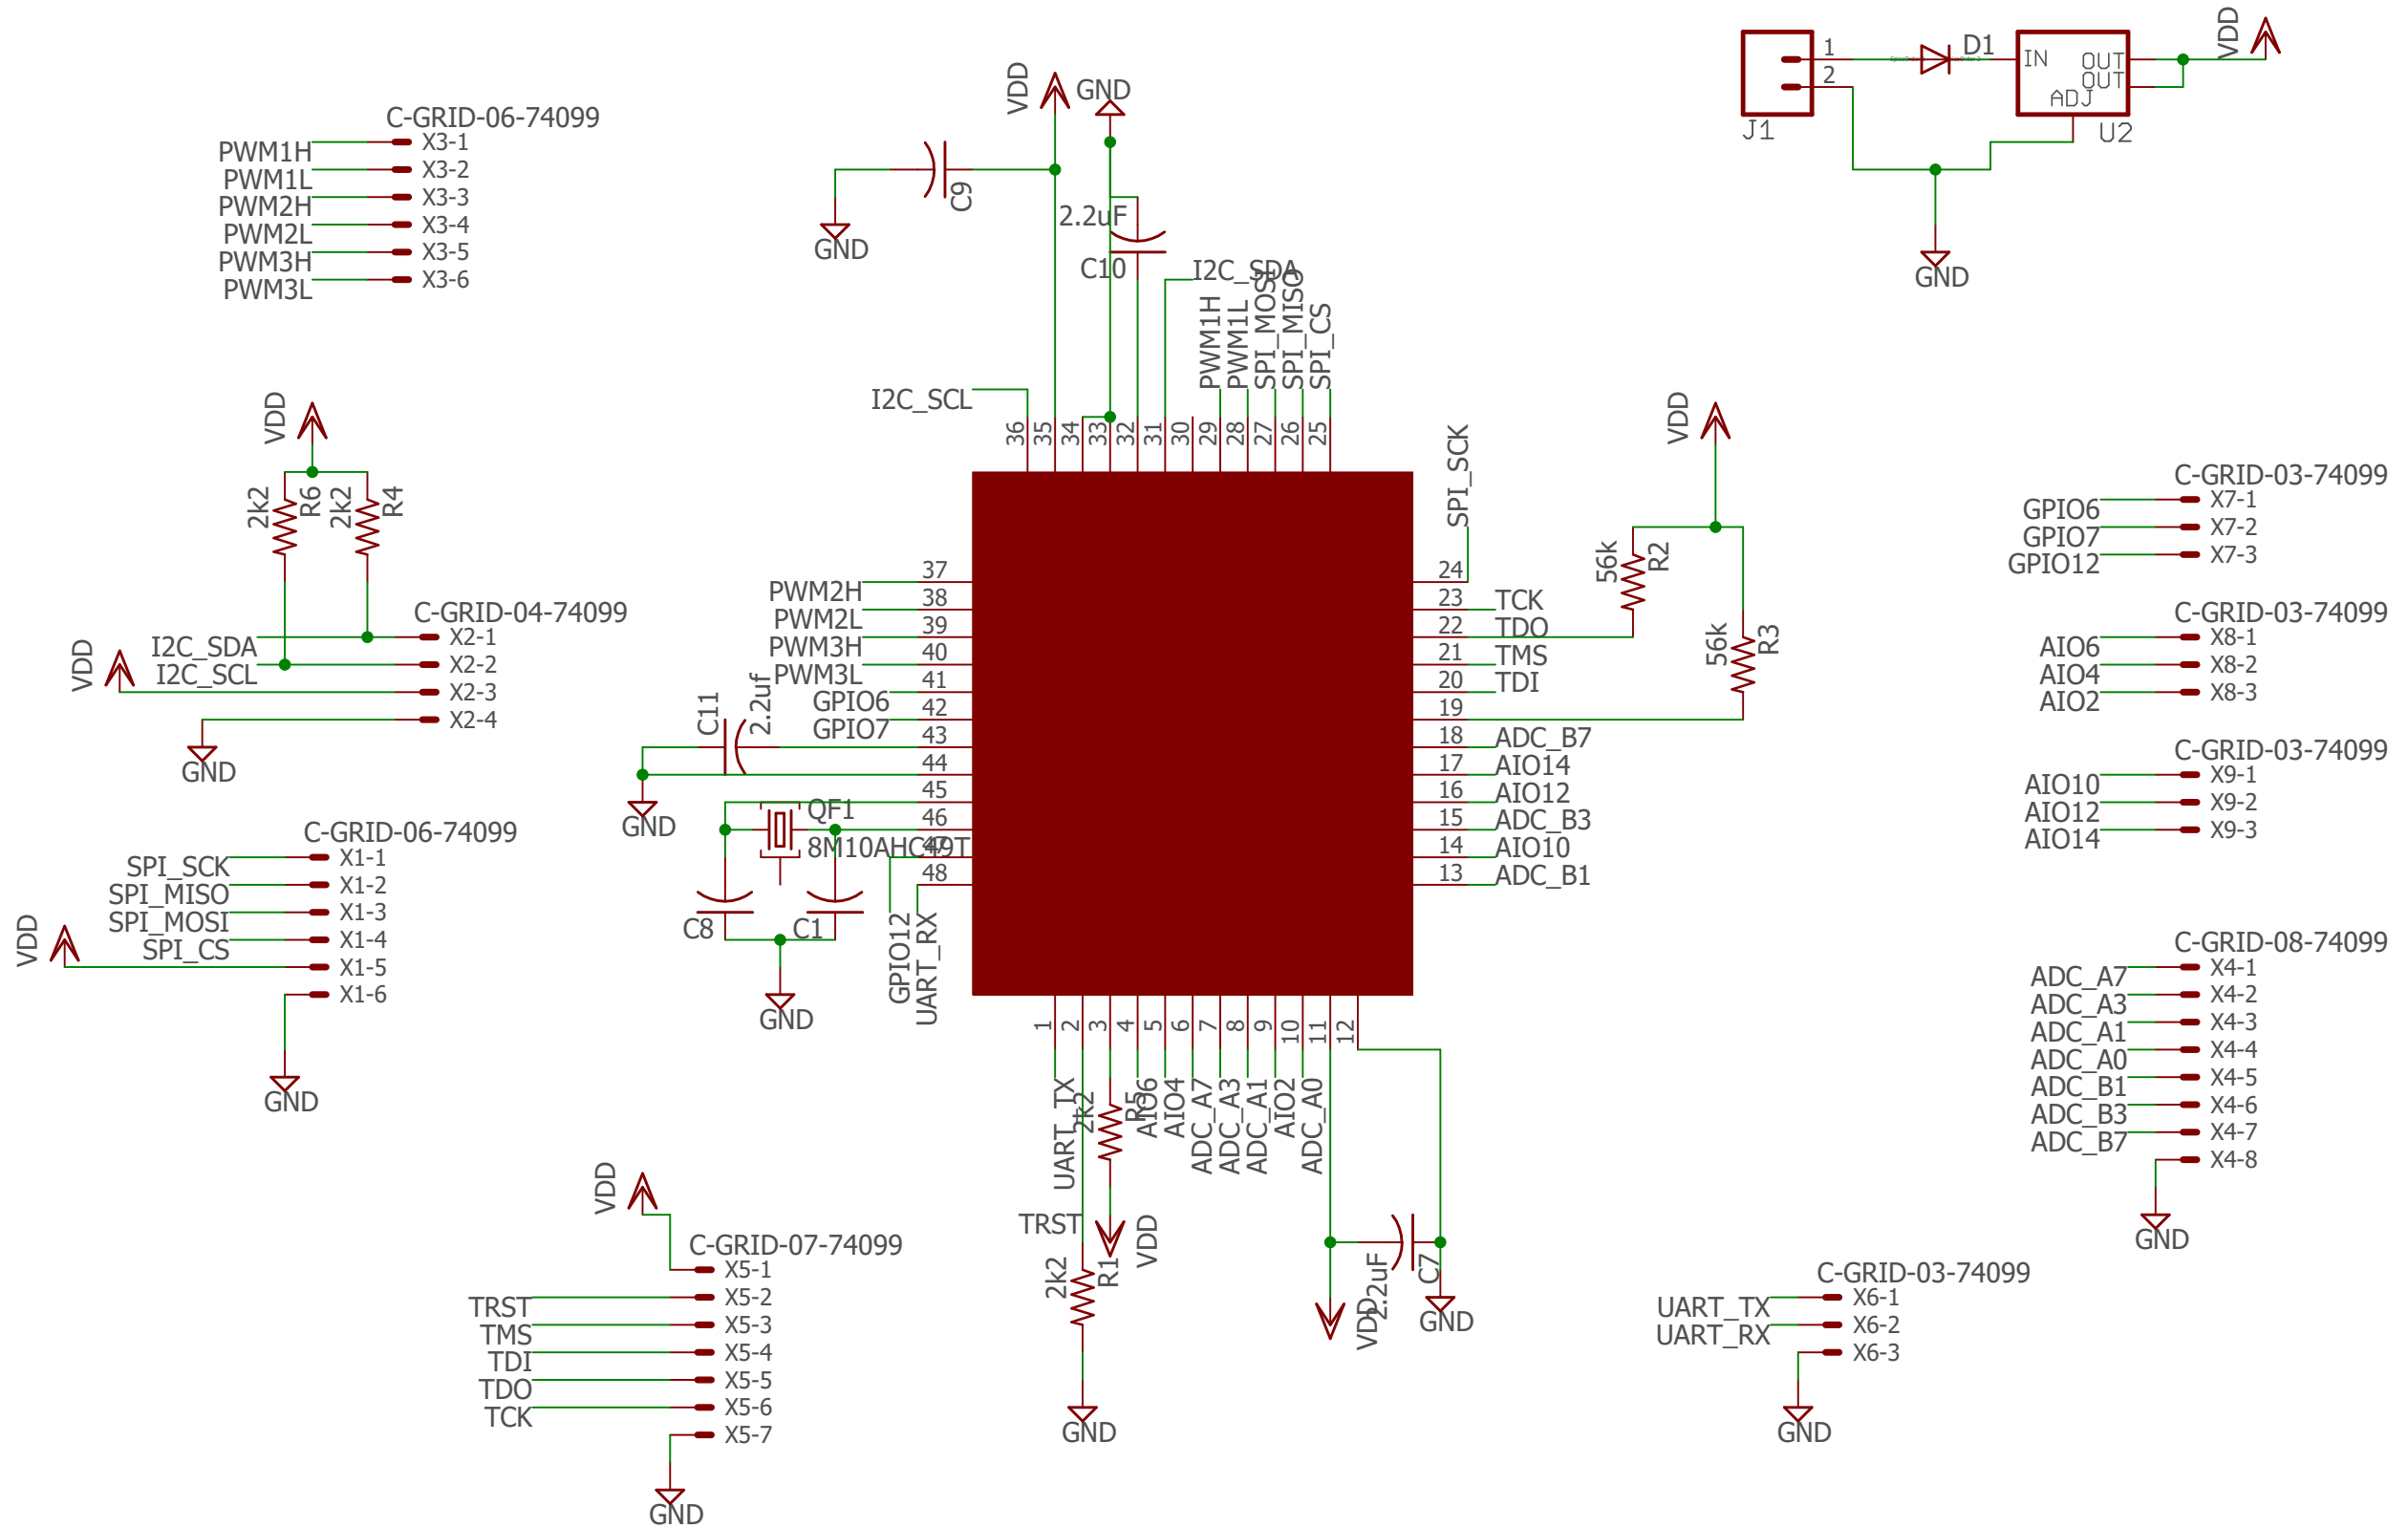 C-GRID-06-74099
PWM1H X3-1
PWM1L X3-2
PWM2H X3-3
PWM2L X3-4
PWM3H X3-5
PWM3L X3-6
VDD
GND
C9
GND
2.2uF
C10
I2C_SDA
I2C_SCL
PWM1H
PWM1L
SPI_MOSI
SPI_MISO
SPI_CS
36
35
34
33
32
31
30
29
28
27
26
25
J1
1
2
D1
IN
OUT
OUT
ADJ
U2
VDD
GND
VDD
2k2
R6
2k2
R4
C-GRID-04-74099
I2C_SDA X2-1
I2C_SCL X2-2
VDD
X2-3
X2-4
GND
C-GRID-06-74099
SPI_SCK X1-1
SPI_MISO X1-2
SPI_MOSI X1-3
SPI_CS X1-4
VDD
X1-5
X1-6
GND
37
PWM2H
38
PWM2L
39
PWM3H
40
PWM3L
41
GPIO6
42
GPIO7
43
44
45
46
47
48
C11
2.2uf
GND
QF1
8M10AHC49T
C8
C1
GND
GPIO12
UART_RX
SPI_SCK
24
23 TCK
22 TDO
21 TMS
20 TDI
19
18 ADC_B7
17 AIO14
16 AIO12
15 ADC_B3
14 AIO10
13 ADC_B1
VDD
56k
R2
56k
R3
1
2
3
4
5
6
7
8
9
10
11
12
UART_TX
2k2
R5
AIO6
AIO4
ADC_A7
ADC_A3
ADC_A1
AIO2
ADC_A0
TRST
VDD
2k2
R1
GND
VDD
2.2uF
C7
GND
VDD
C-GRID-07-74099
X5-1
TRST X5-2
TMS X5-3
TDI X5-4
TDO X5-5
TCK X5-6
X5-7
GND
C-GRID-03-74099
GPIO6 X7-1
GPIO7 X7-2
GPIO12 X7-3
C-GRID-03-74099
AIO6 X8-1
AIO4 X8-2
AIO2 X8-3
C-GRID-03-74099
AIO10 X9-1
AIO12 X9-2
AIO14 X9-3
C-GRID-08-74099
ADC_A7 X4-1
ADC_A3 X4-2
ADC_A1 X4-3
ADC_A0 X4-4
ADC_B1 X4-5
ADC_B3 X4-6
ADC_B7 X4-7
X4-8
GND
C-GRID-03-74099
UART_TX X6-1
UART_RX X6-2
X6-3
GND